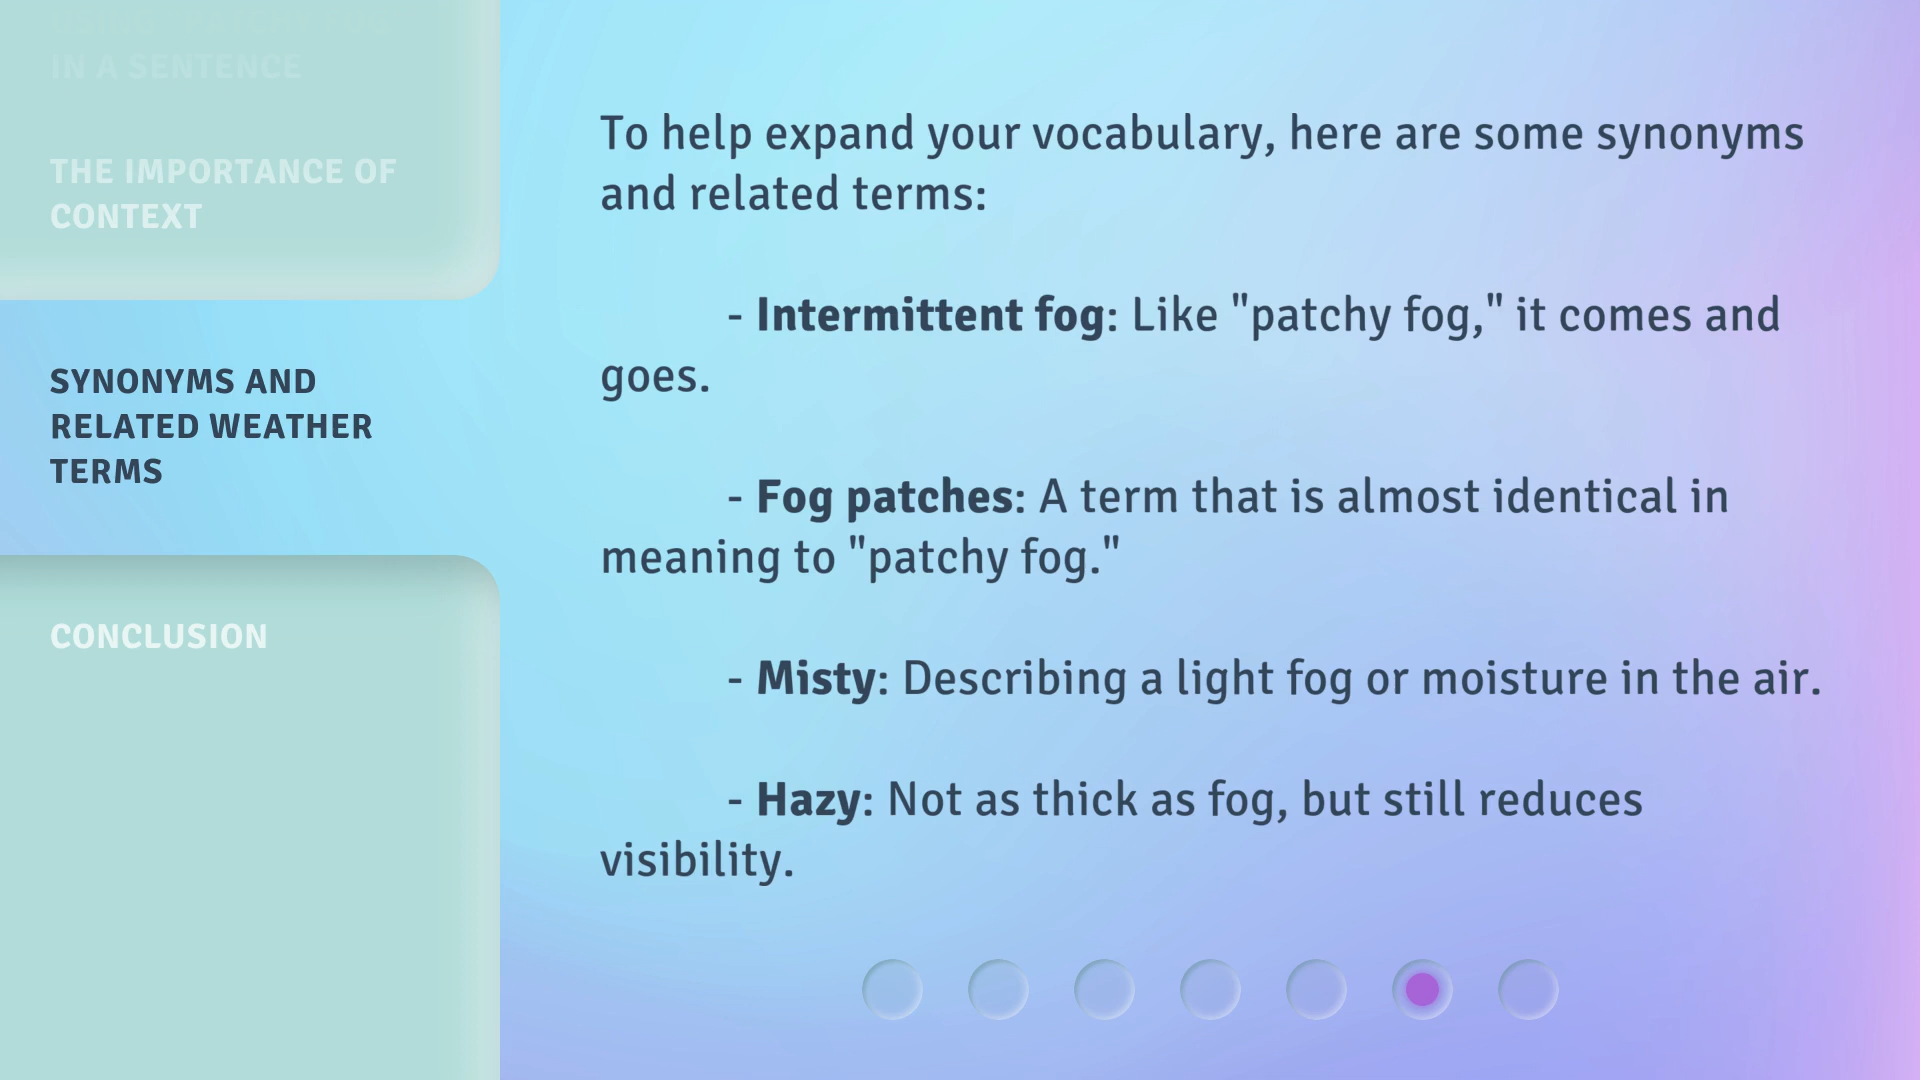 IN A SENTENCE
THE IMPORTANCE OF
CONTEXT
SYNONYMS AND
RELATED WEATHER
TERMS
CONCLUSION
To help expand your vocabulary, here are some synonyms
and related terms:
- Intermittent fog: Like "patchy fog," it comes and
goes.
- Fog patches: A term that is almost identical in
meaning to "patchy fog."
- Misty: Describing a light fog or moisture in the air.
- Hazy: Not as thick as fog, but still reduces
visibility.